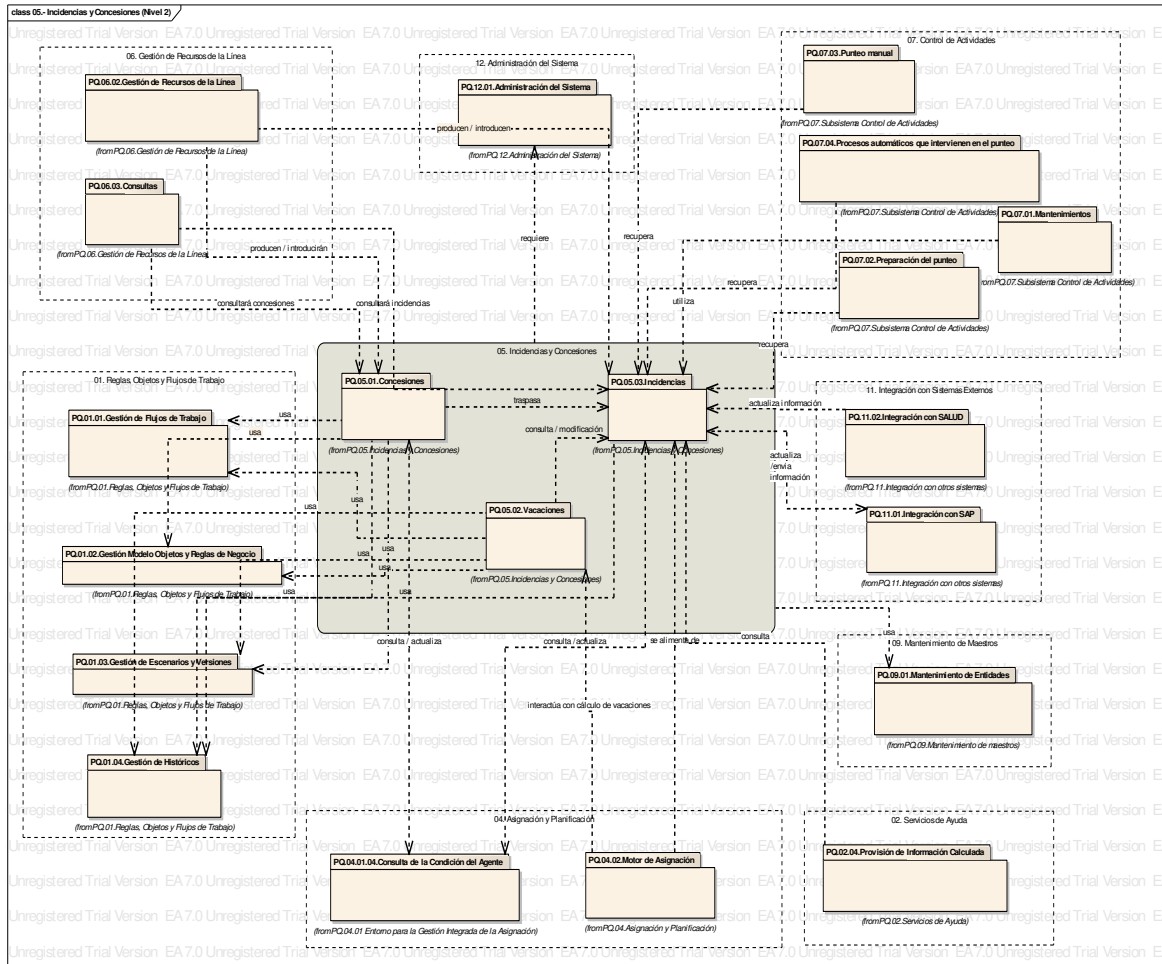 class 05.- Incidencias y Concesiones (Nivel 2)
06. Gestión de Recursos de la Línea
PQ.06.02.Gestión de Recursos de la Línea
(from PQ.06.Gestión de Recursos de la Línea)
PQ.06.03.Consultas
(from PQ.06.Gestión de Recursos de la Línea)
12. Administración del Sistema
PQ.12.01.Administración del Sistema
(from PQ.12.Administración del Sistema)
07. Control de Actividades
PQ.07.03.Punteo manual
(from PQ.07.Subsistema Control de Actividades)
PQ.07.04.Procesos automáticos que intervienen en el punteo
(from PQ.07.Subsistema Control de Actividades)
PQ.07.01.Mantenimientos
(from PQ.07.Subsistema Control de Actividades)
PQ.07.02.Preparación del punteo
(from PQ.07.Subsistema Control de Actividades)
producen / introducen
producen / introducirán
requiere
recupera
recupera
utiliza
consultará concesiones
consultará incidencias
recupera
05. Incidencias y Concesiones
PQ.05.01.Concesiones
(from PQ.05.Incidencias y Concesiones)
PQ.05.03.Incidencias
(from PQ.05.Incidencias y Concesiones)
traspasa
consulta / modificación
PQ.05.02.Vacaciones
(from PQ.05.Incidencias y Concesiones)
01. Reglas, Objetos y Flujos de Trabajo
PQ.01.01.Gestión de Flujos de Trabajo
(from PQ.01.Reglas, Objetos y Flujos de Trabajo)
usa
usa
usa
usa
PQ.01.02.Gestión Modelo Objetos y Reglas de Negocio
(from PQ.01.Reglas, Objetos y Flujos de Trabajo)
usa
usa
usa
usa
usa
PQ.01.03.Gestión de Escenarios y Versiones
(from PQ.01.Reglas, Objetos y Flujos de Trabajo)
PQ.01.04.Gestión de Históricos
(from PQ.01.Reglas, Objetos y Flujos de Trabajo)
11. Integración con Sistemas Externos
actualiza información
PQ.11.02.Integración con SALUD
(from PQ.11.Integración con otros sistemas)
actualiza
/envía
información
PQ.11.01.Integración con SAP
(from PQ.11.Integración con otros sistemas)
consulta / actualiza
consulta / actualiza
se alimenta de
consulta
usa
09. Mantenimiento de Maestros
PQ.09.01.Mantenimiento de Entidades
(from PQ.09.Mantenimiento de maestros)
interactúa con cálculo de vacaciones
04. Asignación y Planificación
PQ.04.01.04.Consulta de la Condición del Agente
(from PQ.04.01 Entorno para la Gestión Integrada de la Asignación)
PQ.04.02.Motor de Asignación
(from PQ.04.Asignación y Planificación)
02. Servicios de Ayuda
PQ.02.04.Provisión de Información Calculada
(from PQ.02.Servicios de Ayuda)
Unregistered Trial Version EA 7.0 Unregistered Trial Version EA 7.0